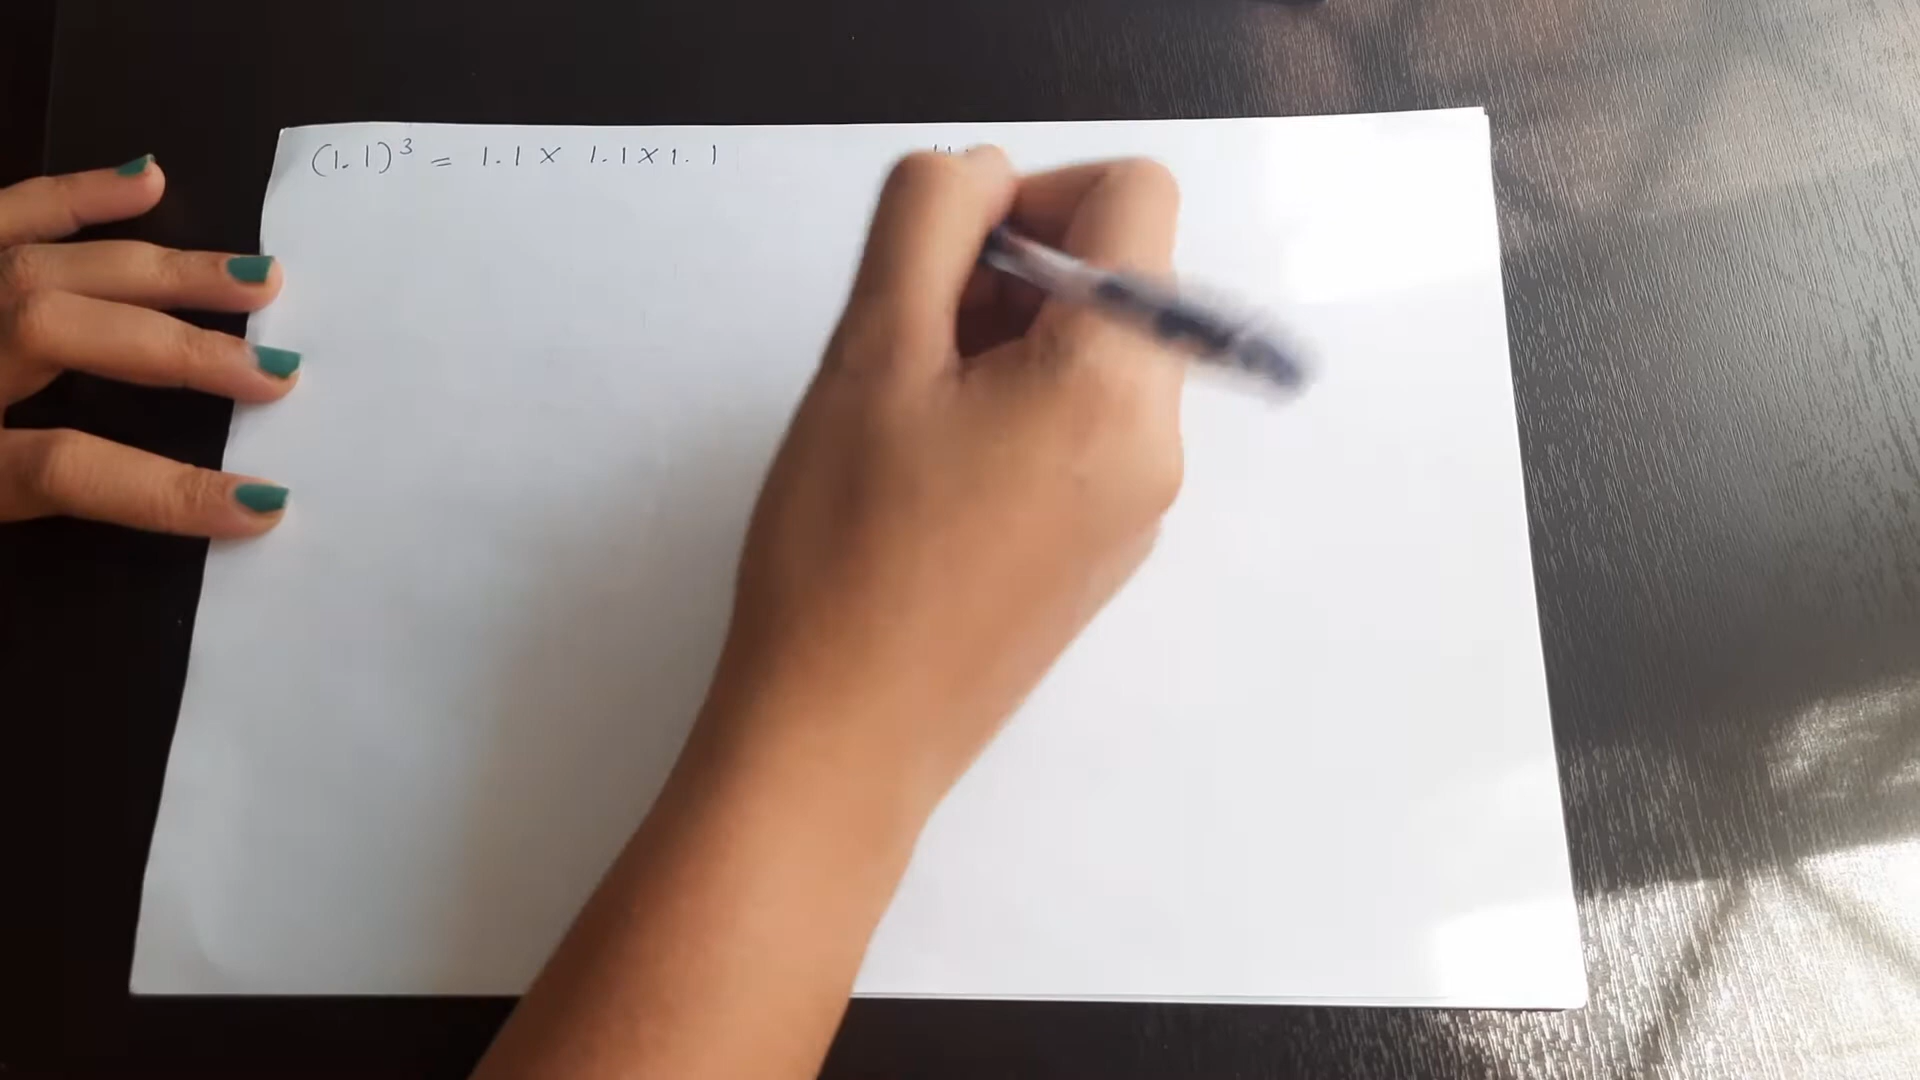 (1.1)³ = 1.1 × 1.1 × 1.1